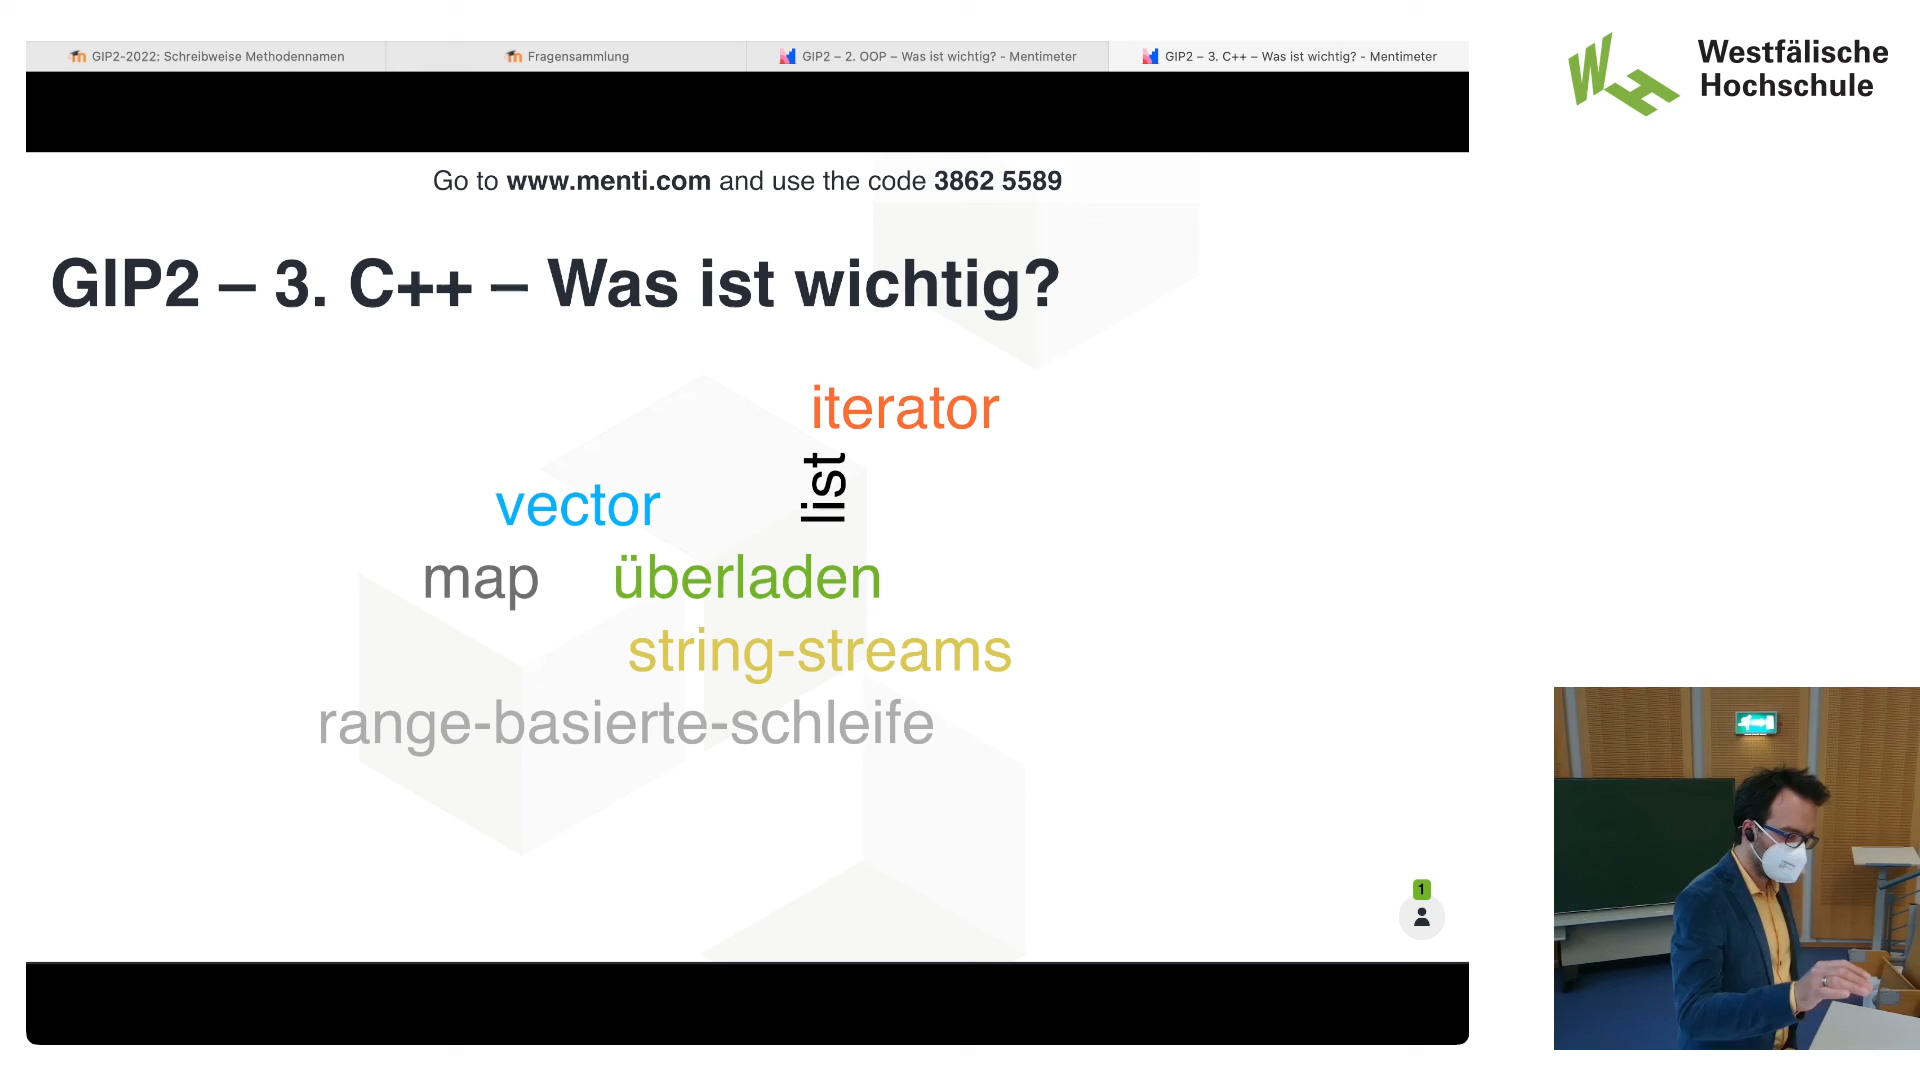 GIP2-2022: Schreibweise Methodennamen
Fragensammlung
GIP2 – 2. OOP – Was ist wichtig? - Mentimeter
GIP2 – 3. C++ – Was ist wichtig? - Mentimeter
Westfälische
Hochschule
Go to www.menti.com and use the code 3862 5589
GIP2 – 3. C++ – Was ist wichtig?
iterator
list
vector
map
überladen
string-streams
range-basierte-schleife
1